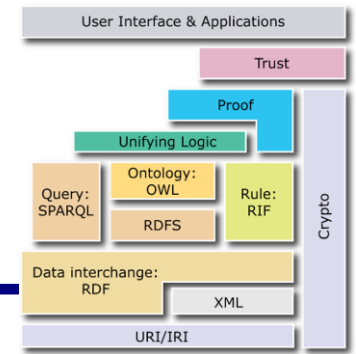 User Interface & Applications
Trust
Proof
Unifying Logic
Query:
SPARQL
Ontology:
OWL
RDFS
Rule:
RIF
Crypto
Data interchange:
RDF
XML
URI/IRI